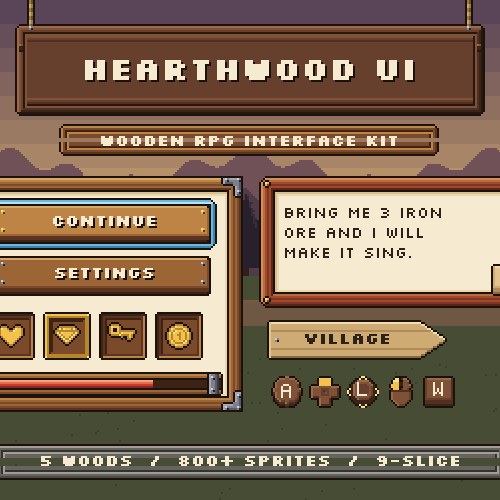 HEARTHWOOD UI
WOODEN RPG INTERFACE KIT
CONTINUE
SETTINGS
1
BRING ME 3 IRON
ORE AND I WILL
MAKE IT SING.
VILLAGE
A L W
5 WOODS / 800+ SPRITES / 9-SLICE